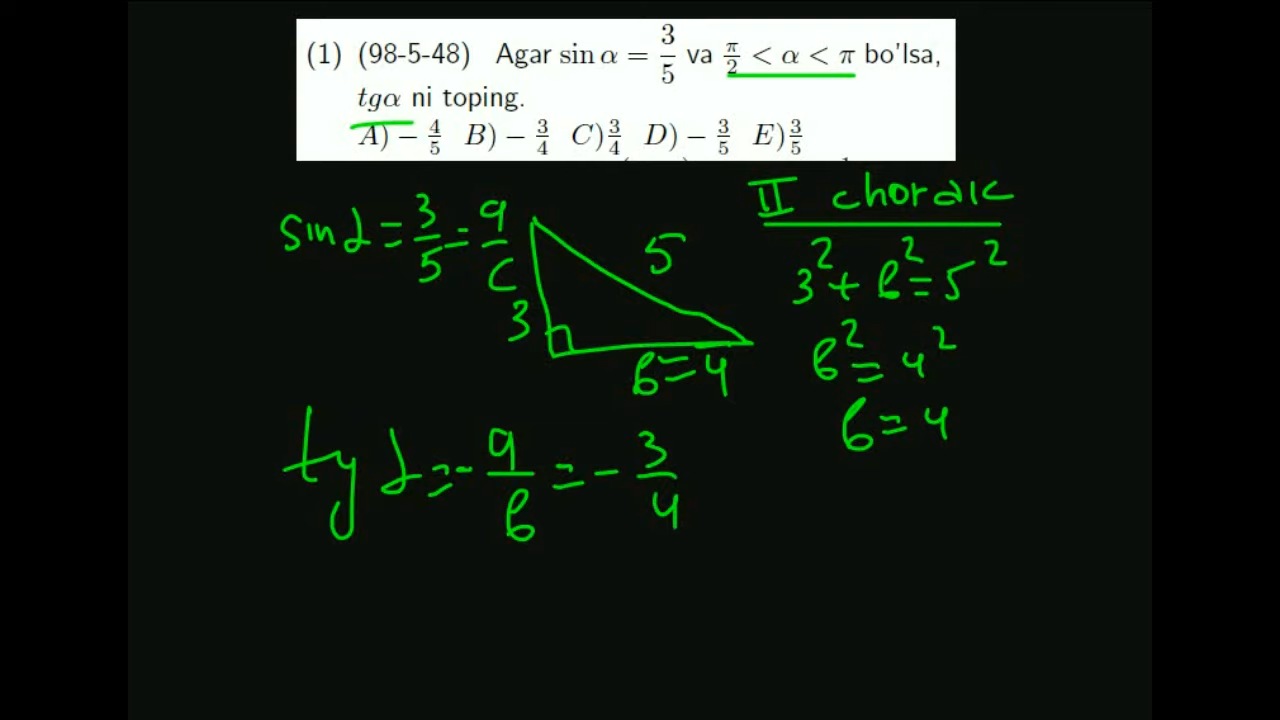 (1) (98-5-48) Agar sin α = 3/5 va π/2 < α < π bo'lsa,
tgα ni toping.
A) − 4/5 B) − 3/4 C) 3/4 D) − 3/5 E) 3/5
II chorak
sin α = 3/5 = a/c
5
3
b = 4
3² + b² = 5²
b² = 4²
b = 4
tg α = - a/b = - 3/4